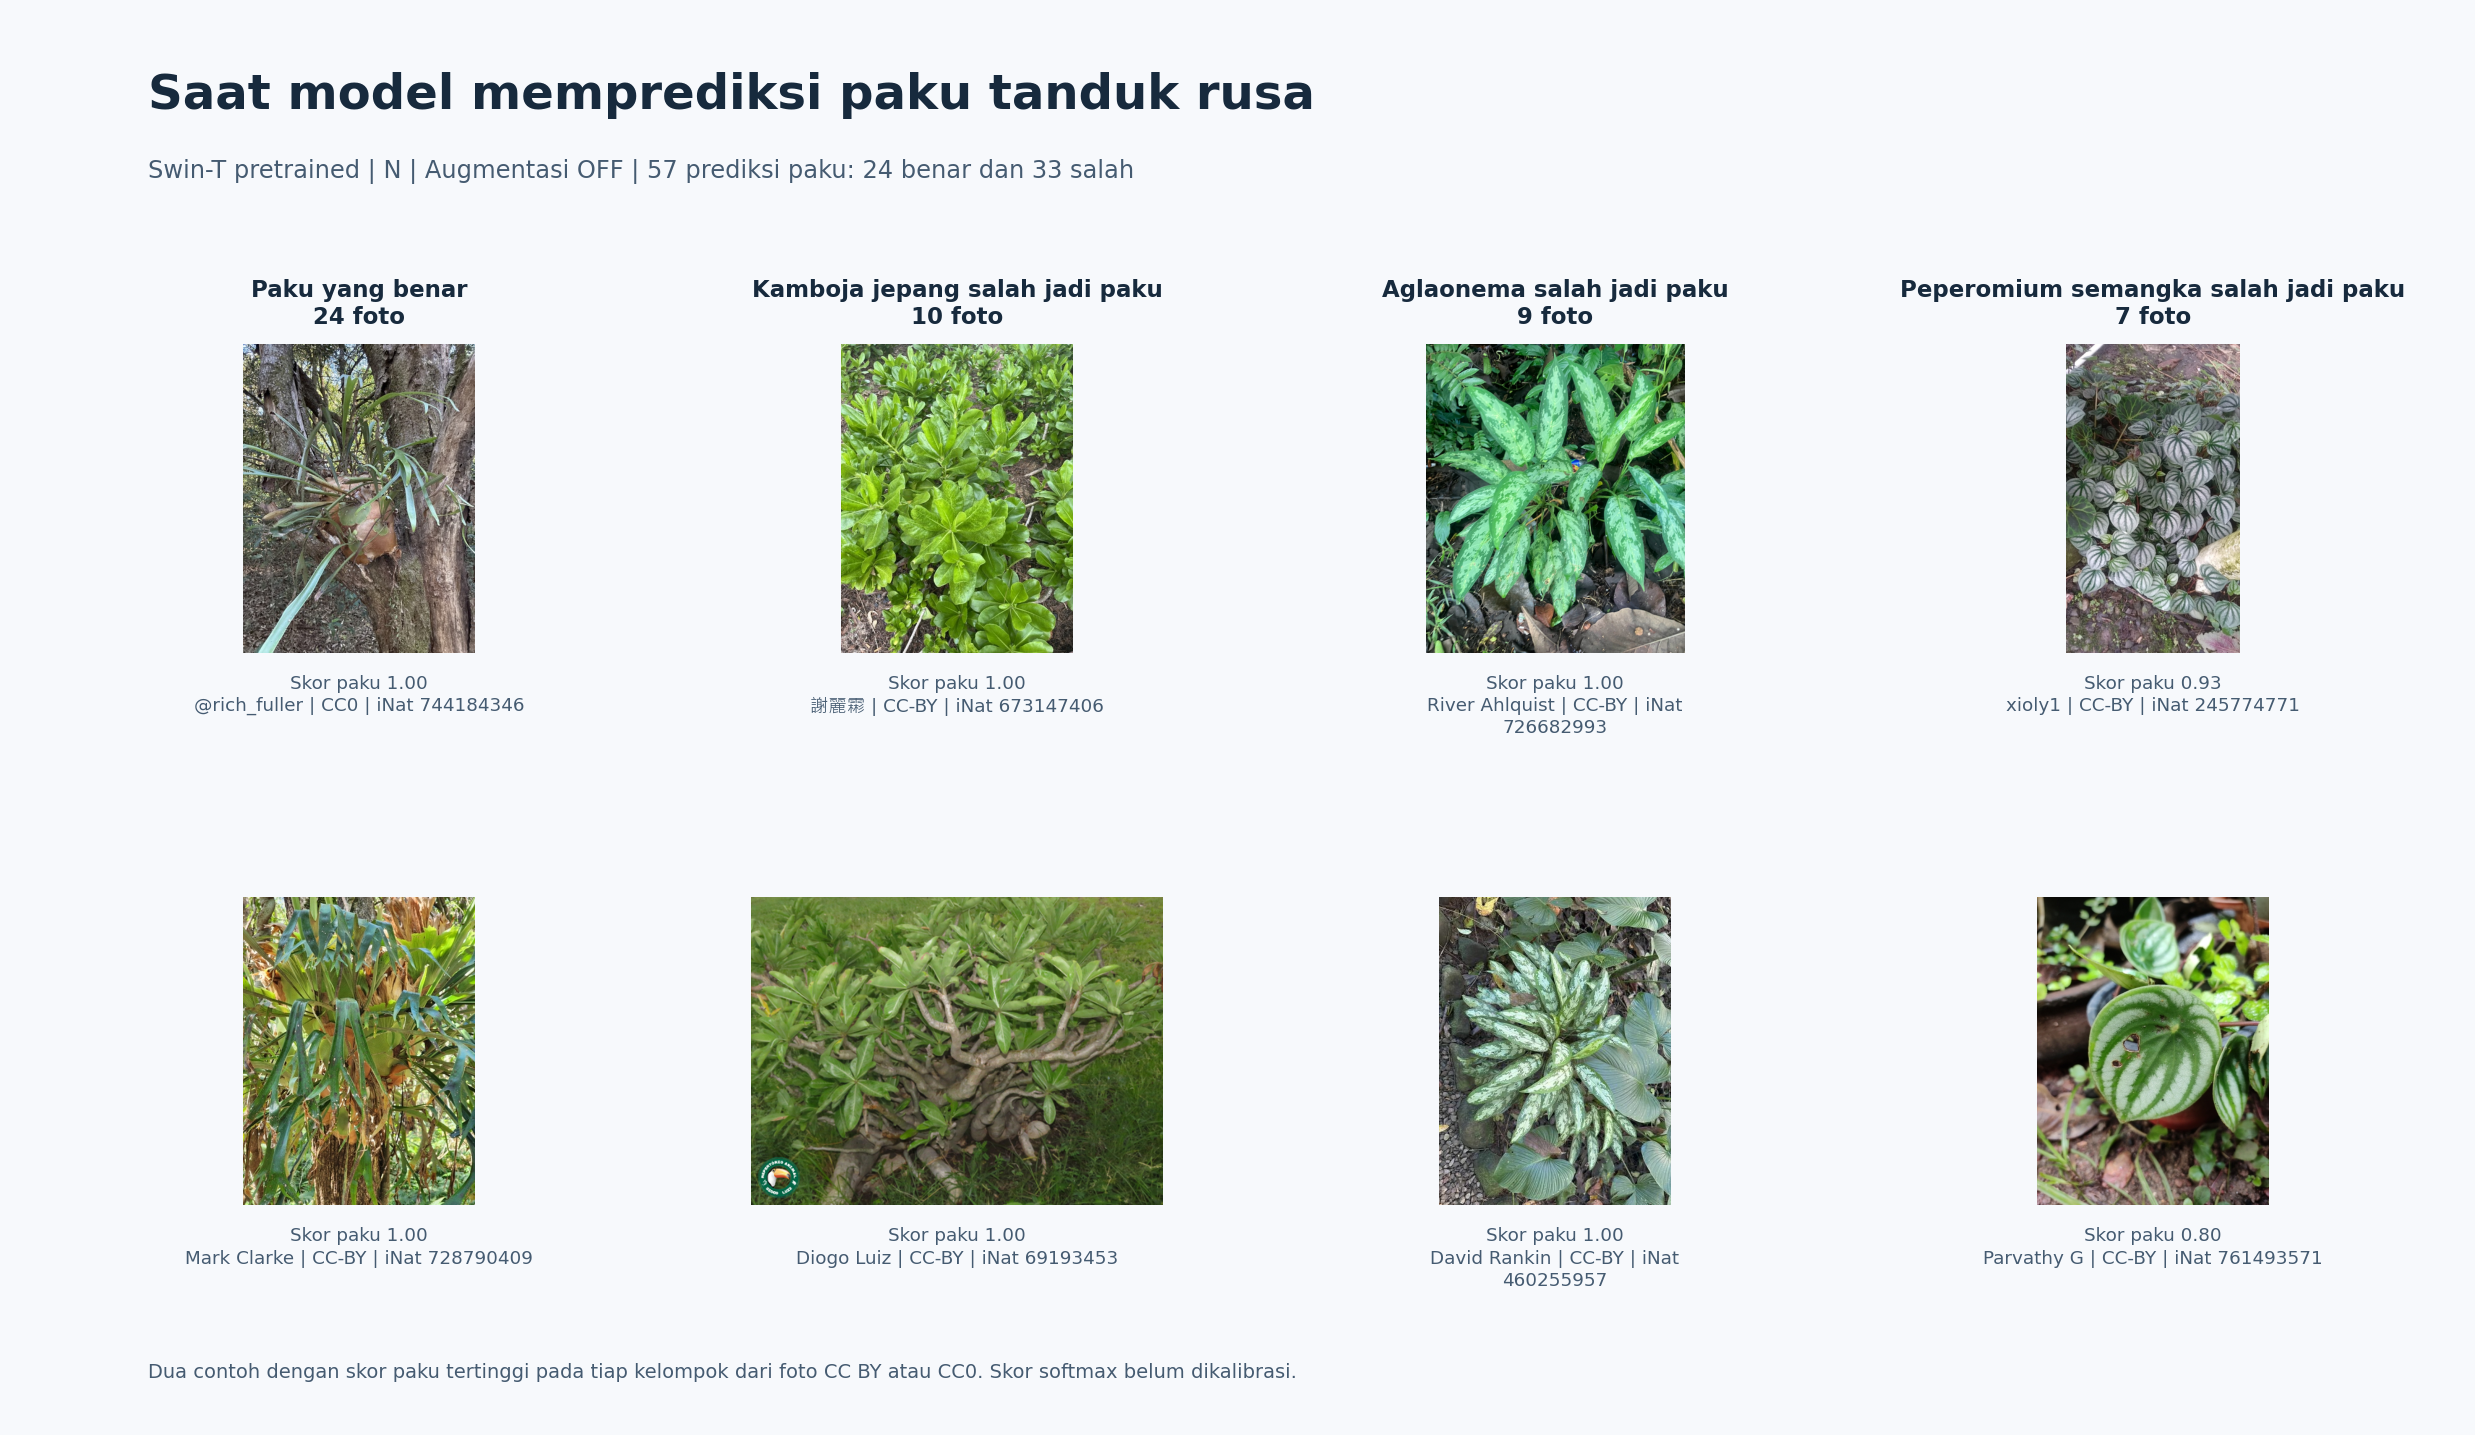 Saat model memprediksi paku tanduk rusa
Swin-T pretrained | N | Augmentasi OFF | 57 prediksi paku: 24 benar dan 33 salah
Paku yang benar
24 foto
Kamboja jepang salah jadi paku
10 foto
Aglaonema salah jadi paku
9 foto
Peperomium semangka salah jadi paku
7 foto
Skor paku 1.00
@rich_fuller | CC0 | iNat 744184346
Skor paku 1.00
謝麗霏 | CC-BY | iNat 673147406
Skor paku 1.00
River Ahlquist | CC-BY | iNat
726682993
Skor paku 0.93
xioly1 | CC-BY | iNat 245774771
Skor paku 1.00
Mark Clarke | CC-BY | iNat 728790409
Skor paku 1.00
Diogo Luiz | CC-BY | iNat 69193453
Skor paku 1.00
David Rankin | CC-BY | iNat
460255957
Skor paku 0.80
Parvathy G | CC-BY | iNat 761493571
Dua contoh dengan skor paku tertinggi pada tiap kelompok dari foto CC BY atau CC0. Skor softmax belum dikalibrasi.